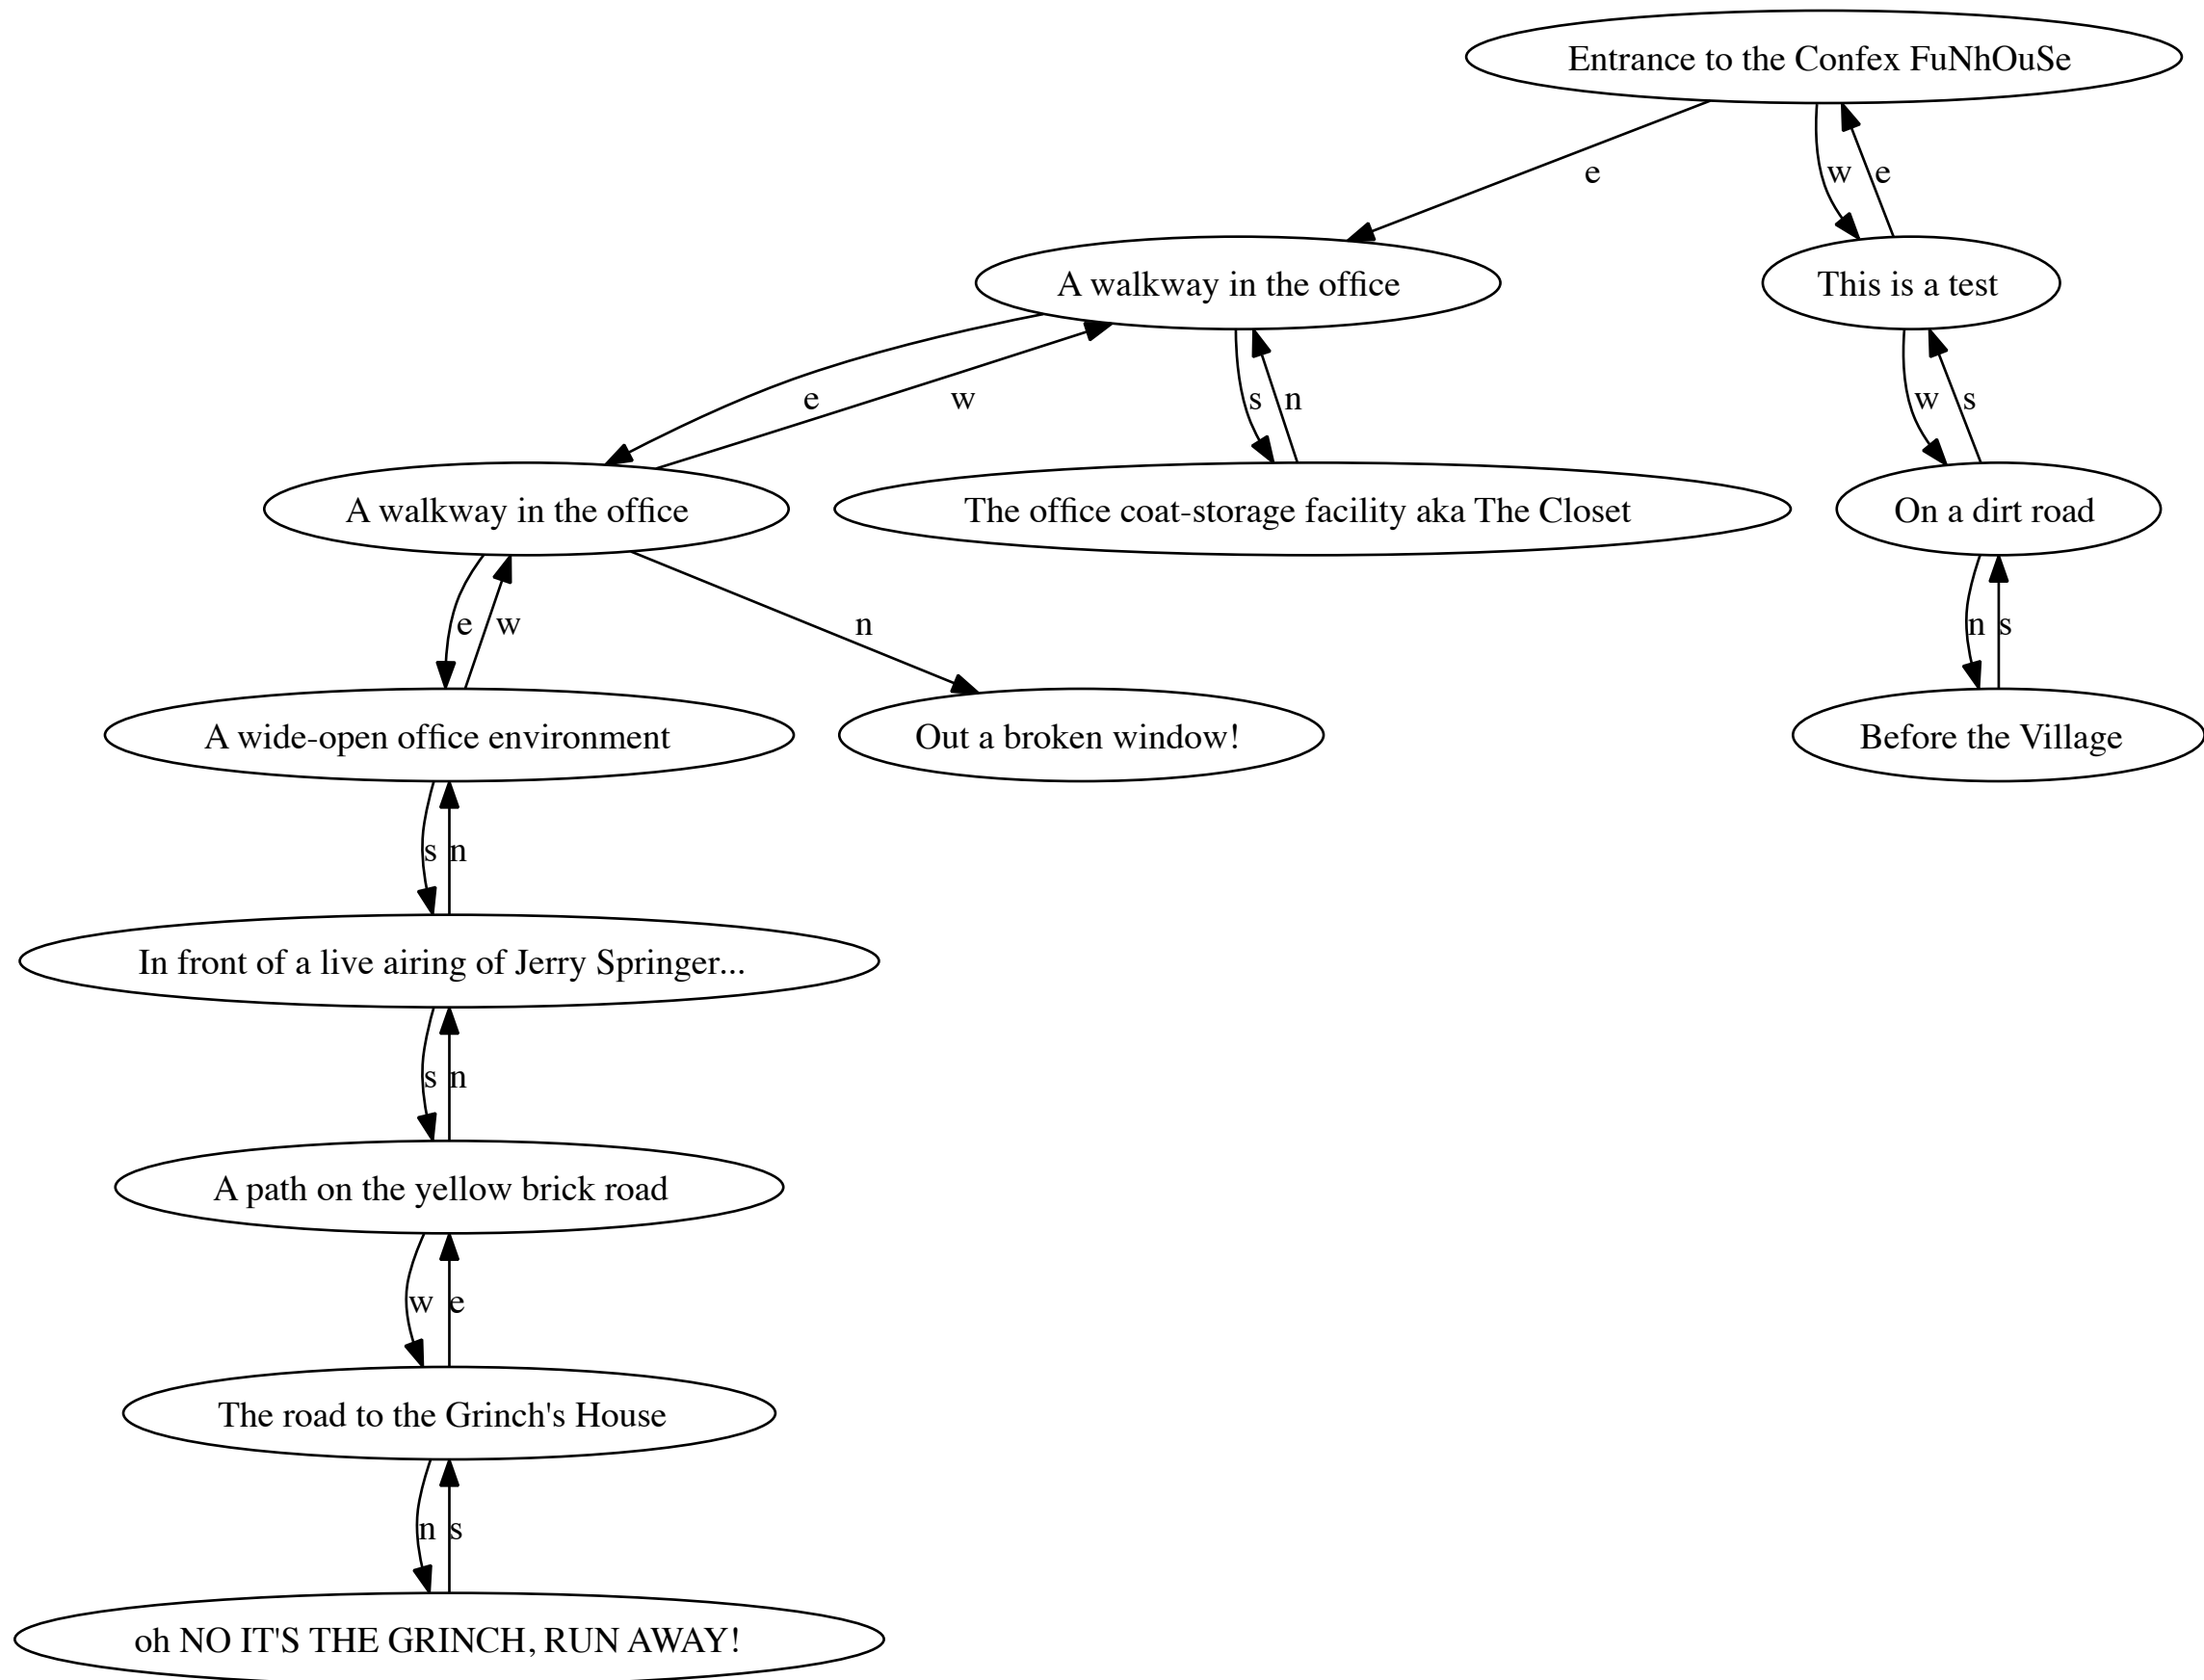 Entrance to the Confex FuNhOuSe
e
w
e
A walkway in the office
This is a test
e
w
s
n
w
s
A walkway in the office
The office coat-storage facility aka The Closet
On a dirt road
e
w
n
n
s
A wide-open office environment
Out a broken window!
Before the Village
s
n
In front of a live airing of Jerry Springer...
s
n
A path on the yellow brick road
w
e
The road to the Grinch's House
n
s
oh NO IT'S THE GRINCH, RUN AWAY!